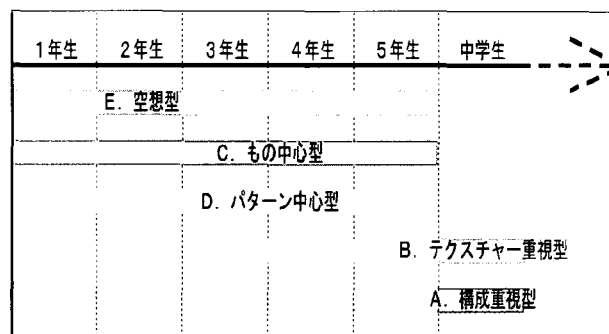 1年生 2年生 3年生 4年生 5年生 中学生
E. 空想型
C. もの中心型
D. パターン中心型
B. テクスチャー重視型
A. 構成重視型